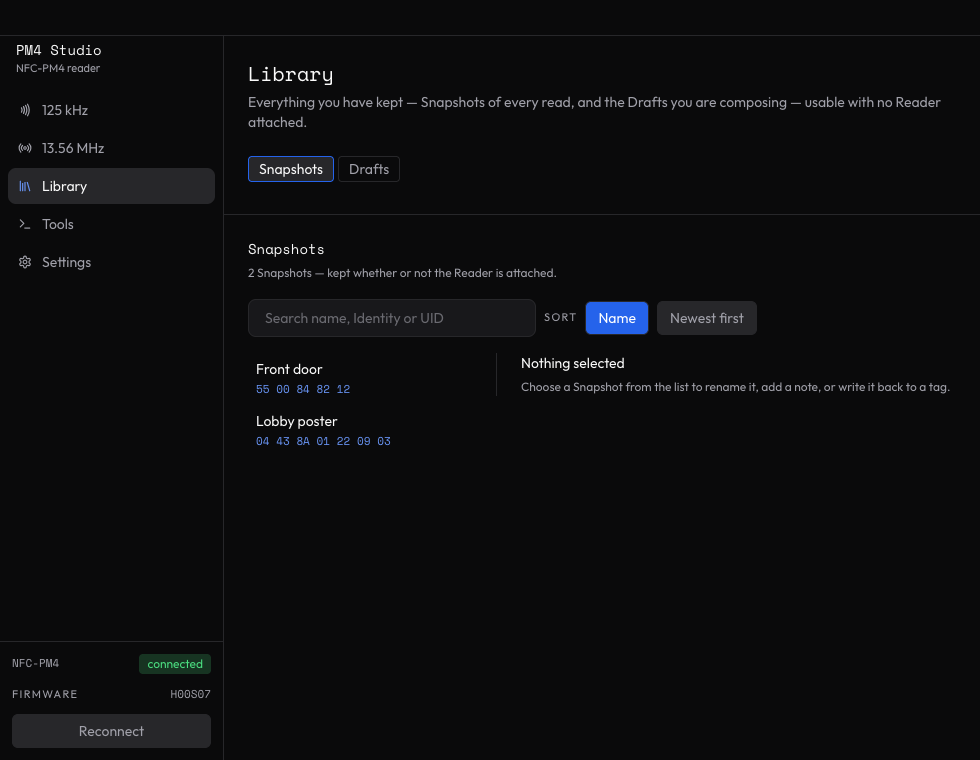 PM4 Studio
NFC-PM4 reader
125 kHz
13.56 MHz
Library
Tools
Settings
NFC-PM4
connected
FIRMWARE
H00S07
Reconnect
Library
Everything you have kept — Snapshots of every read, and the Drafts you are composing — usable with no Reader
attached.
Snapshots
Drafts
Snapshots
2 Snapshots — kept whether or not the Reader is attached.
Search name, Identity or UID
SORT
Name
Newest first
Front door
55 00 84 82 12
Lobby poster
04 43 8A 01 22 09 03
Nothing selected
Choose a Snapshot from the list to rename it, add a note, or write it back to a tag.